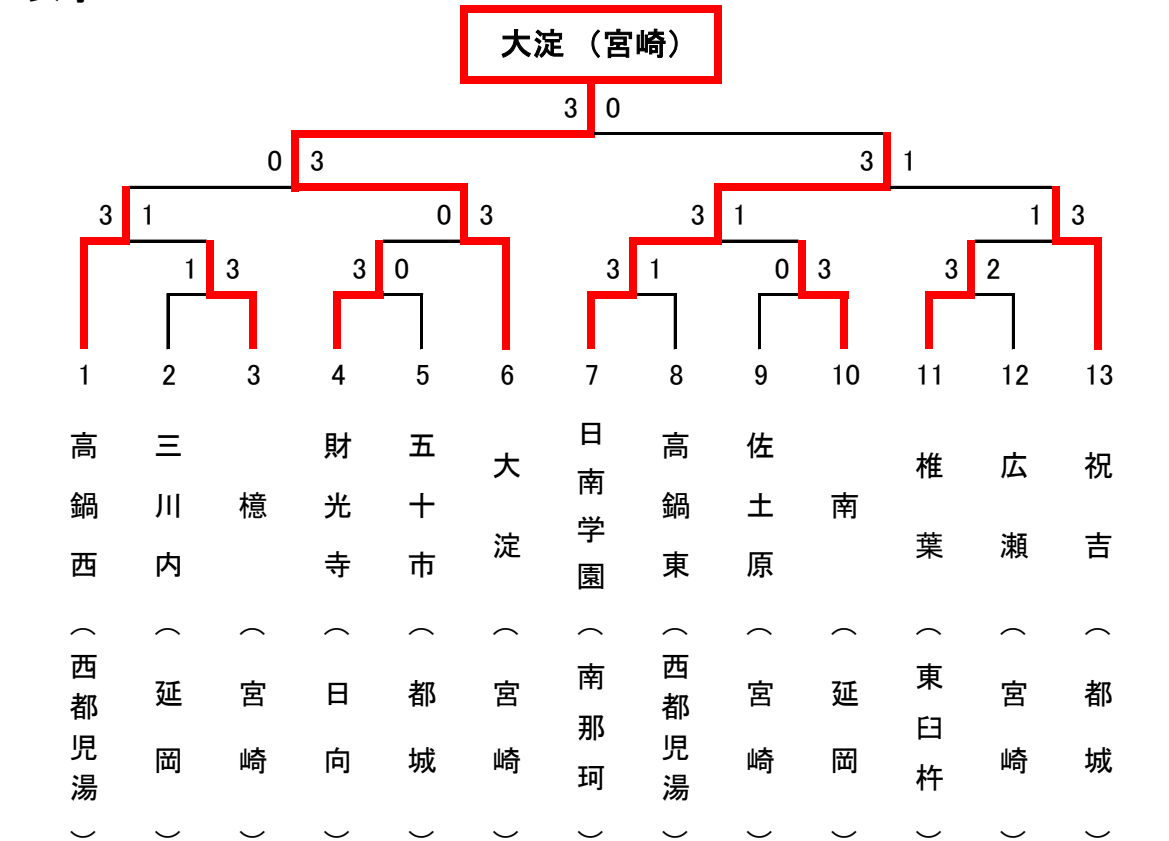 大淀 （宮崎）
3 0
0 3 3 1
3 1 0 3 3 1 1 3
1 3 3 0 3 1 0 3 3 2
1 2 3 4 5 6 7 8 9 10 11 12 13
高鍋西（西都児湯）
三川内（延岡）
檍（宮崎）
財光寺（日向）
五十市（都城）
大淀（宮崎）
日南学園（南那珂）
高鍋東（西都児湯）
佐土原（宮崎）
南（延岡）
椎葉（東臼杵）
広瀬（宮崎）
祝吉（都城）